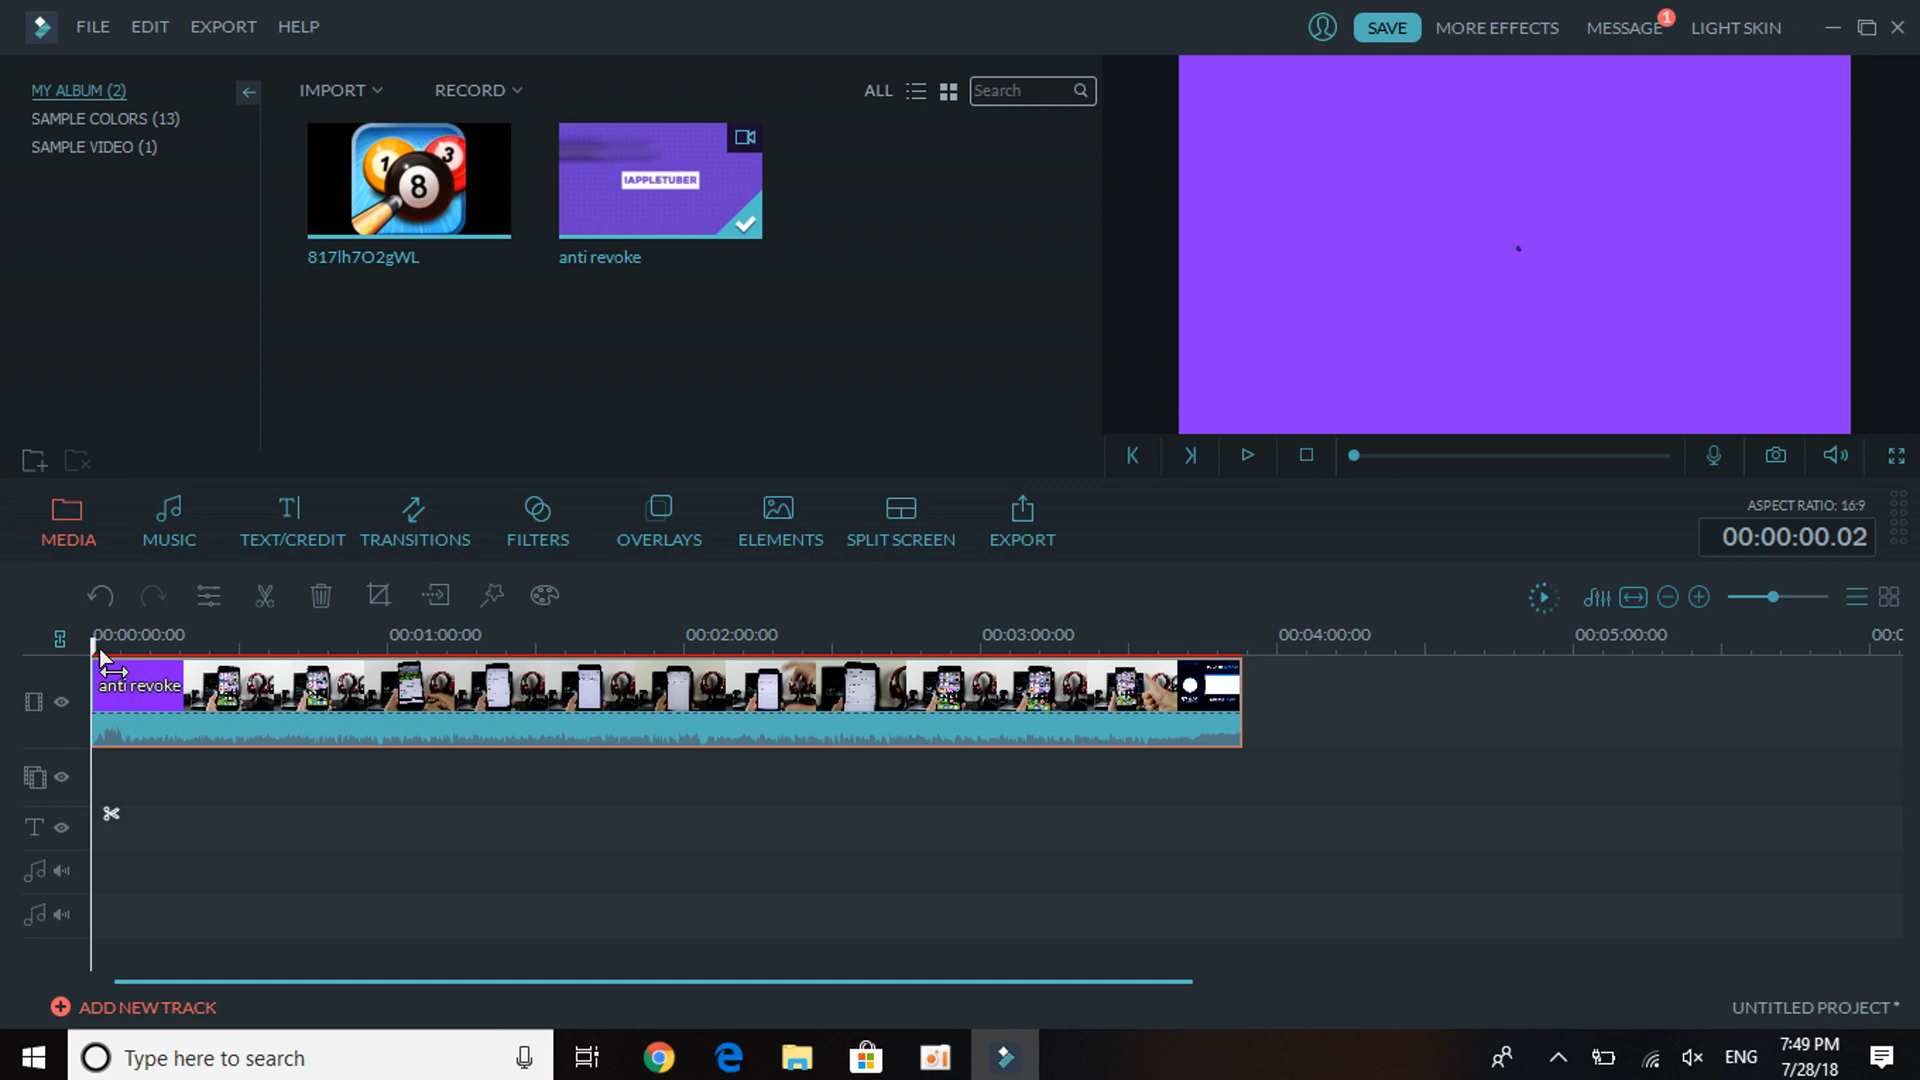 FILE EDIT EXPORT HELP
SAVE MORE EFFECTS MESSAGE 1 LIGHT SKIN
MY ALBUM (2)
SAMPLE COLORS (13)
SAMPLE VIDEO (1)
IMPORT RECORD ALL Search
1 3 8
IAPPLETUBER
817lh7O2gWL anti revoke
MEDIA MUSIC TEXT/CREDIT TRANSITIONS FILTERS OVERLAYS ELEMENTS SPLIT SCREEN EXPORT
ASPECT RATIO: 16:9
00:00:00.02
00:00:00:00 00:01:00:00 00:02:00:00 00:03:00:00 00:04:00:00 00:05:00:00 00:0
anti revoke
ADD NEW TRACK UNTITLED PROJECT *
Type here to search
ENG 7:49 PM
7/28/18